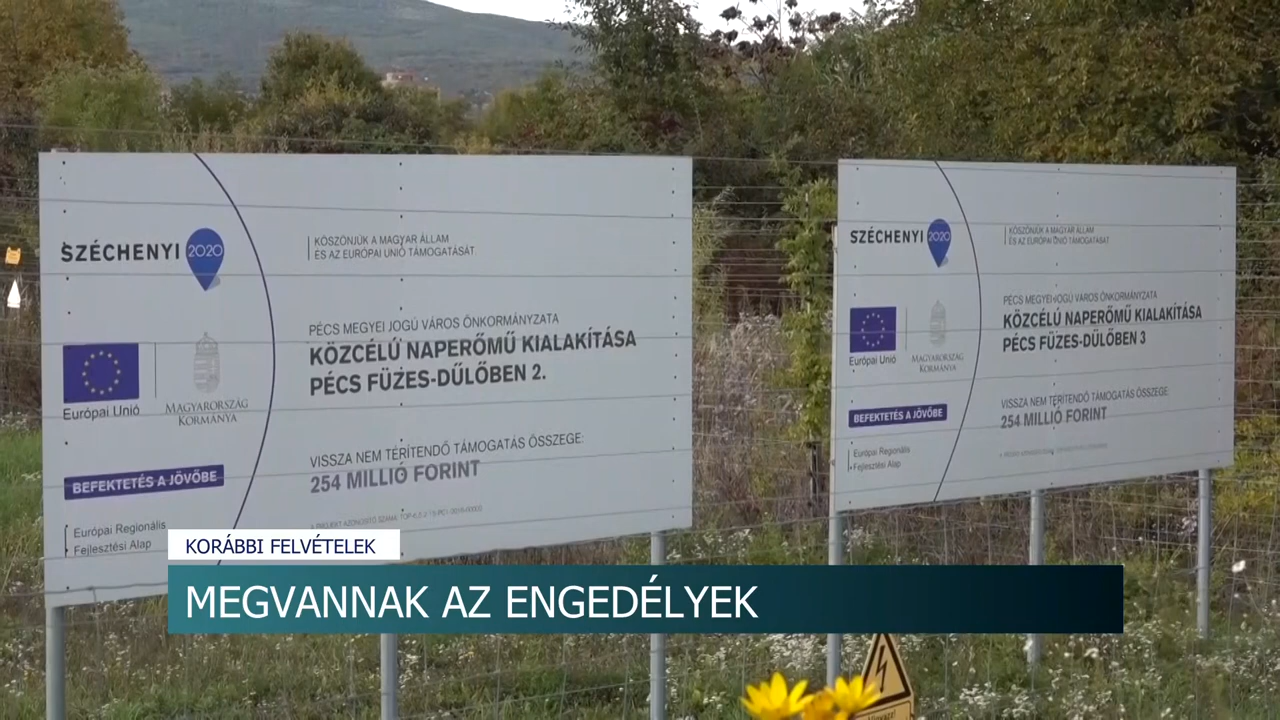 SZÉCHENYI 2020
KÖSZÖNJÜK A MAGYAR ÁLLAM
ÉS AZ EURÓPAI UNIÓ TÁMOGATÁSÁT
PÉCS MEGYEI JOGÚ VÁROS ÖNKORMÁNYZATA
KÖZCÉLÚ NAPERŐMŰ KIALAKÍTÁSA
PÉCS FÜZES-DŰLŐBEN 2.
Európai Unió
MAGYARORSZÁG
KORMÁNYA
VISSZA NEM TÉRÍTENDŐ TÁMOGATÁS ÖSSZEGE:
254 MILLIÓ FORINT
BEFEKTETÉS A JÖVŐBE
Európai Regionális
Fejlesztési Alap
SZÉCHENYI 2020
KÖSZÖNJÜK A MAGYAR ÁLLAM
ÉS AZ EURÓPAI UNIÓ TÁMOGATÁSÁT
PÉCS MEGYEI JOGÚ VÁROS ÖNKORMÁNYZATA
KÖZCÉLÚ NAPERŐMŰ KIALAKÍTÁSA
PÉCS FÜZES-DŰLŐBEN 3
Európai Unió
MAGYARORSZÁG
KORMÁNYA
VISSZA NEM TÉRÍTENDŐ TÁMOGATÁS ÖSSZEGE:
254 MILLIÓ FORINT
BEFEKTETÉS A JÖVŐBE
Európai Regionális
Fejlesztési Alap
KORÁBBI FELVÉTELEK
MEGVANNAK AZ ENGEDÉLYEK